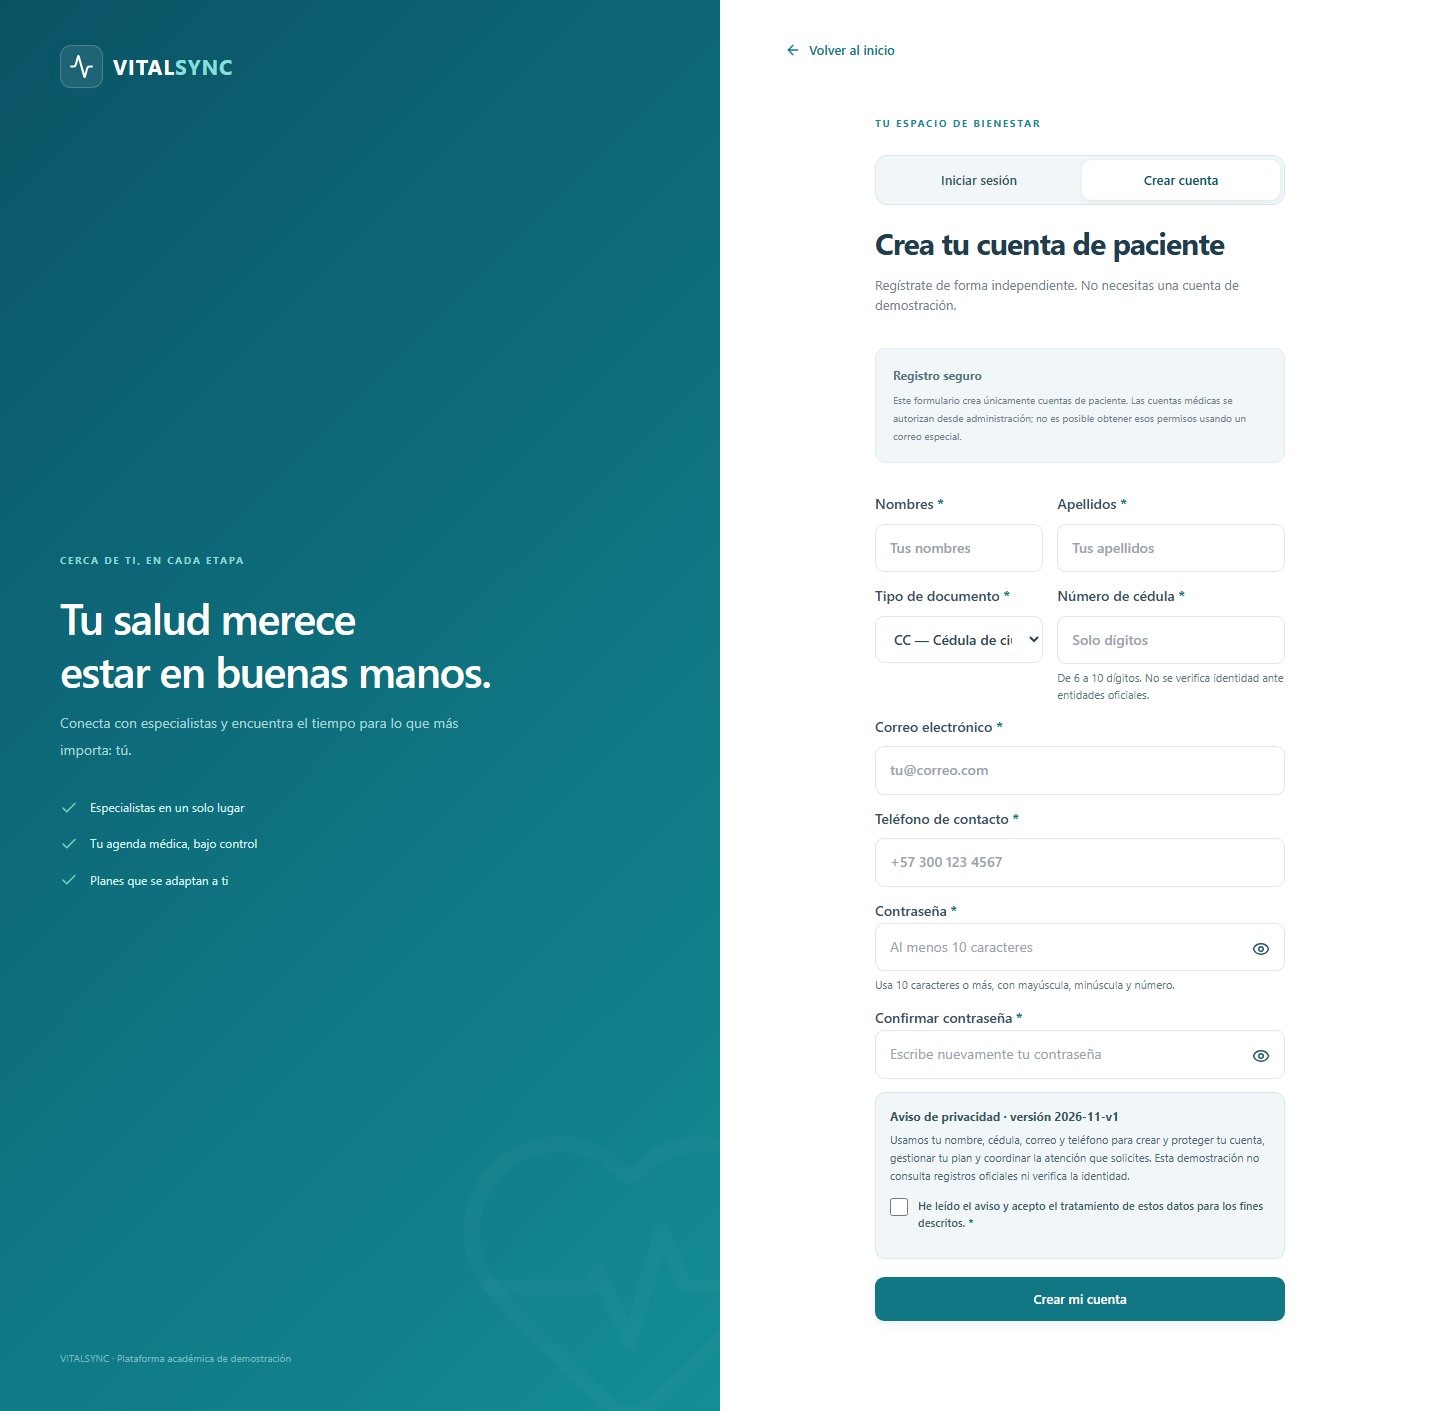 VITALSYNC
CERCA DE TI, EN CADA ETAPA
Tu salud merece
estar en buenas manos.
Conecta con especialistas y encuentra el tiempo para lo que más
importa: tú.
Especialistas en un solo lugar
Tu agenda médica, bajo control
Planes que se adaptan a ti
VITALSYNC · Plataforma académica de demostración
Volver al inicio
TU ESPACIO DE BIENESTAR
Iniciar sesión
Crear cuenta
Crea tu cuenta de paciente
Regístrate de forma independiente. No necesitas una cuenta de
demostración.
Registro seguro
Este formulario crea únicamente cuentas de paciente. Las cuentas médicas se
autorizan desde administración; no es posible obtener esos permisos usando un
correo especial.
Nombres *
Apellidos *
Tus nombres
Tus apellidos
Tipo de documento *
Número de cédula *
CC — Cédula de ci
Solo dígitos
De 6 a 10 dígitos. No se verifica identidad ante
entidades oficiales.
Correo electrónico *
tu@correo.com
Teléfono de contacto *
+57 300 123 4567
Contraseña *
Al menos 10 caracteres
Usa 10 caracteres o más, con mayúscula, minúscula y número.
Confirmar contraseña *
Escribe nuevamente tu contraseña
Aviso de privacidad · versión 2026-11-v1
Usamos tu nombre, cédula, correo y teléfono para crear y proteger tu cuenta,
gestionar tu plan y coordinar la atención que solicites. Esta demostración no
consulta registros oficiales ni verifica la identidad.
He leído el aviso y acepto el tratamiento de estos datos para los fines
descritos. *
Crear mi cuenta